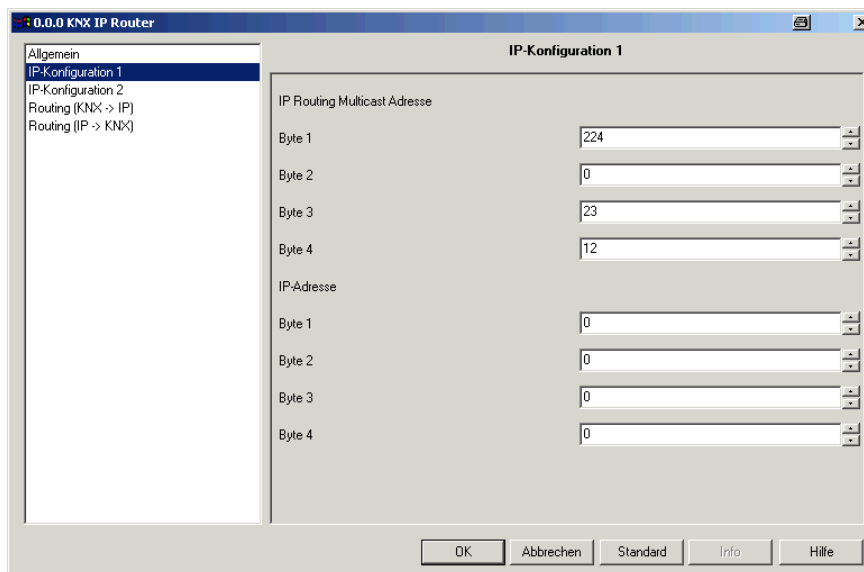 0.0.0 KNX IP Router
Allgemein
IP-Konfiguration 1
IP-Konfiguration 2
Routing (KNX -> IP)
Routing (IP -> KNX)
IP-Konfiguration 1
IP Routing Multicast Adresse
Byte 1 224
Byte 2 0
Byte 3 23
Byte 4 12
IP-Adresse
Byte 1 0
Byte 2 0
Byte 3 0
Byte 4 0
OK Abbrechen Standard Info Hilfe